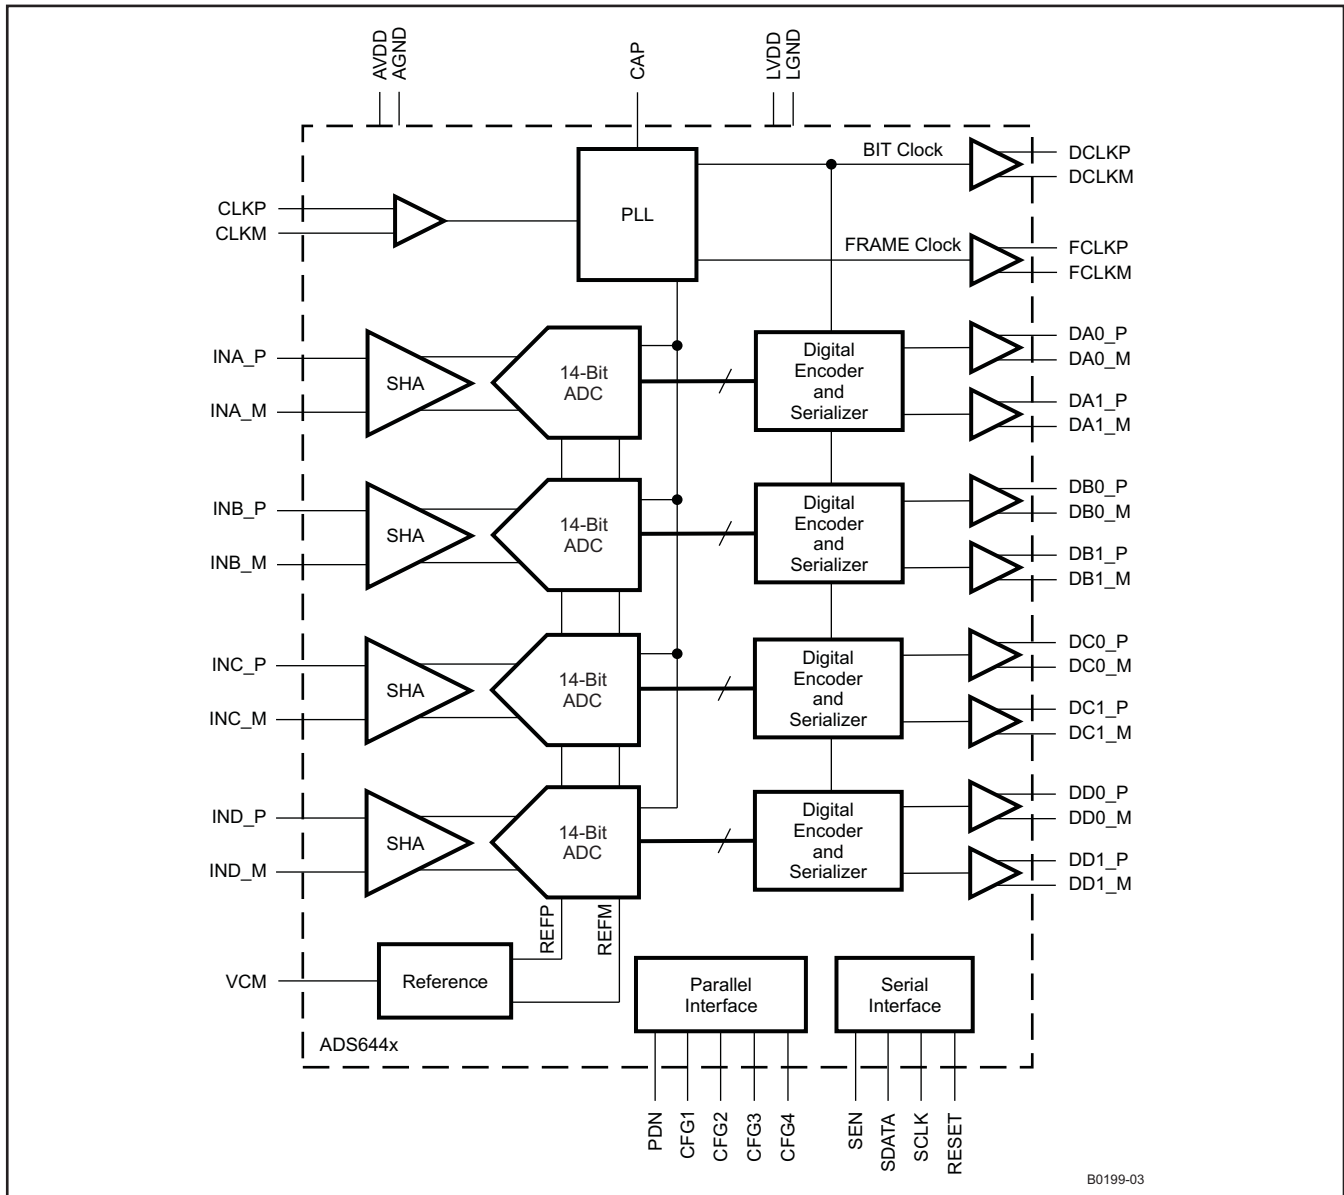 AVDD
AGND
CAP
LVDD
LGND
BIT Clock
DCLKP
DCLKM
CLKP
CLKM
PLL
FRAME Clock
FCLKP
FCLKM
INA_P
INA_M
SHA
14-Bit
ADC
Digital
Encoder
and
Serializer
DA0_P
DA0_M
DA1_P
DA1_M
INB_P
INB_M
SHA
14-Bit
ADC
Digital
Encoder
and
Serializer
DB0_P
DB0_M
DB1_P
DB1_M
INC_P
INC_M
SHA
14-Bit
ADC
Digital
Encoder
and
Serializer
DC0_P
DC0_M
DC1_P
DC1_M
IND_P
IND_M
SHA
14-Bit
ADC
Digital
Encoder
and
Serializer
DD0_P
DD0_M
DD1_P
DD1_M
REFP
REFM
VCM
Reference
Parallel
Interface
Serial
Interface
ADS644x
PDN
CFG1
CFG2
CFG3
CFG4
SEN
SDATA
SCLK
RESET
B0199-03